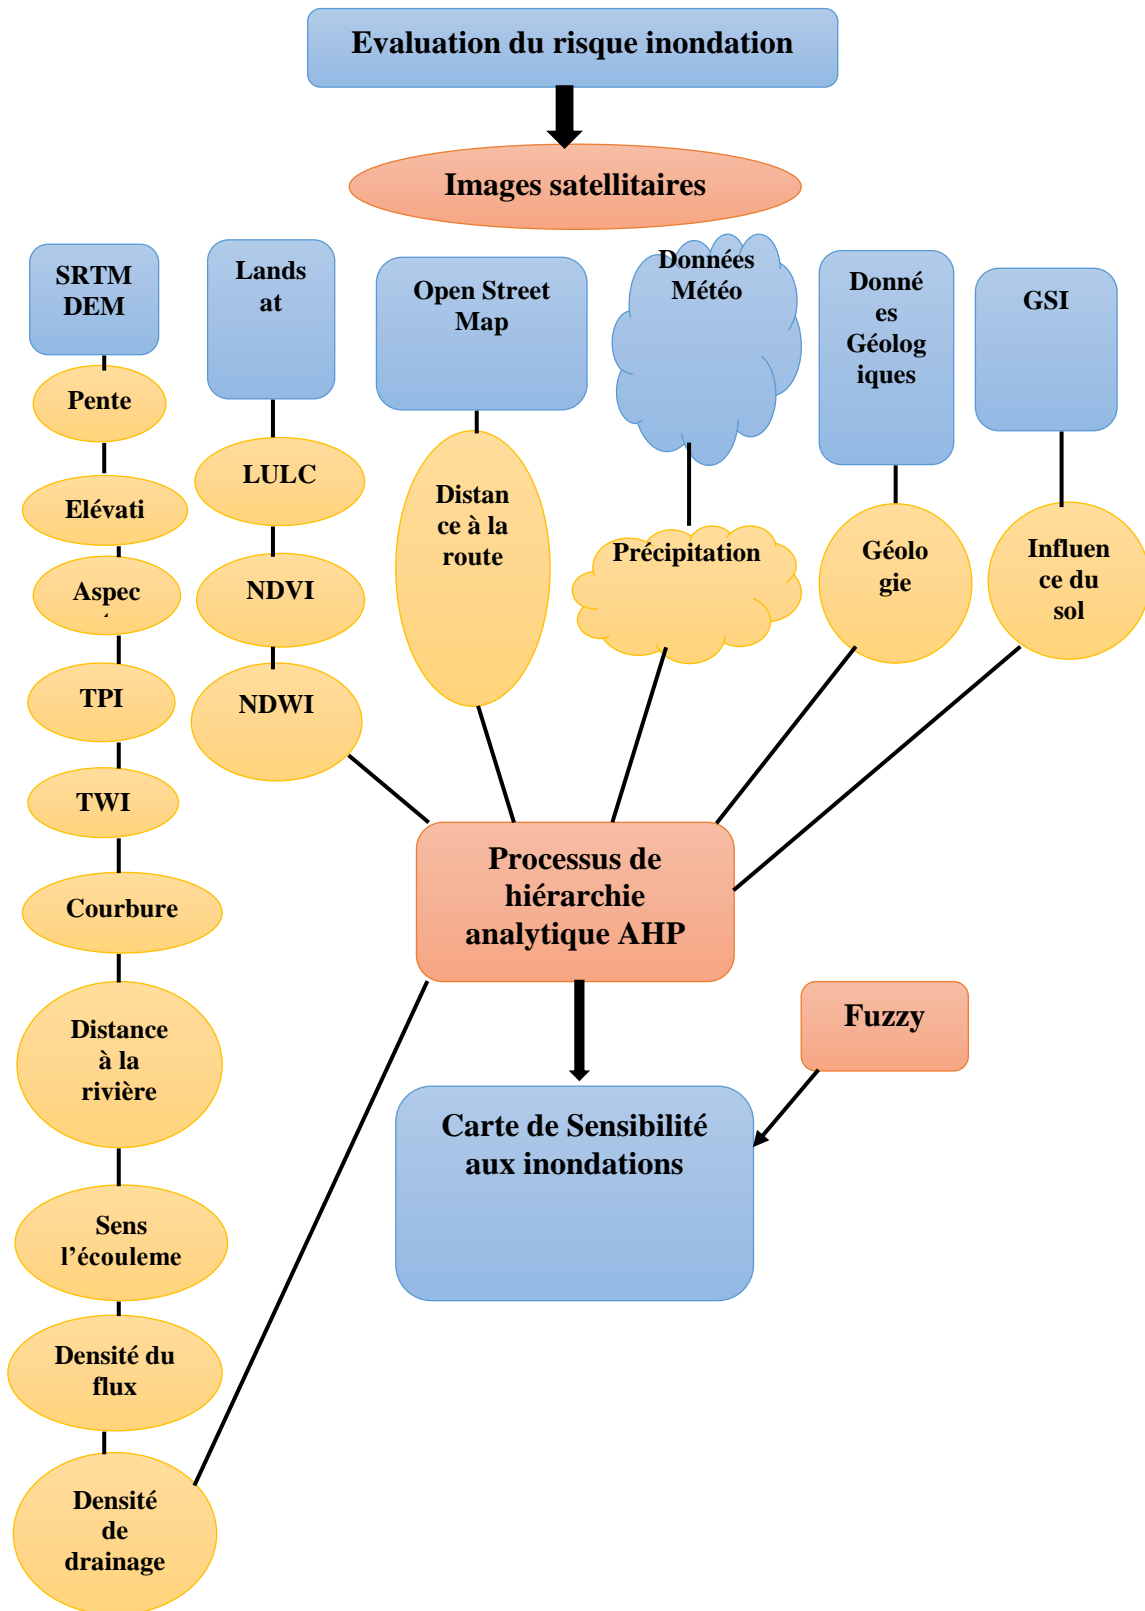 Evaluation du risque inondation
Images satellitaires
SRTM
DEM
Lands
at
Open Street
Map
Données
Météo
Donné
es
Géolog
iques
GSI
Pente
Elévati
Aspec
TPI
TWI
Courbure
Distance
à la
rivière
Sens
l'écouleme
Densité du
flux
Densité
de
drainage
LULC
NDVI
NDWI
Distan
ce à la
route
Précipitation
Géolo
gie
Influen
ce du
sol
Processus de
hiérarchie
analytique AHP
Fuzzy
Carte de Sensibilité
aux inondations